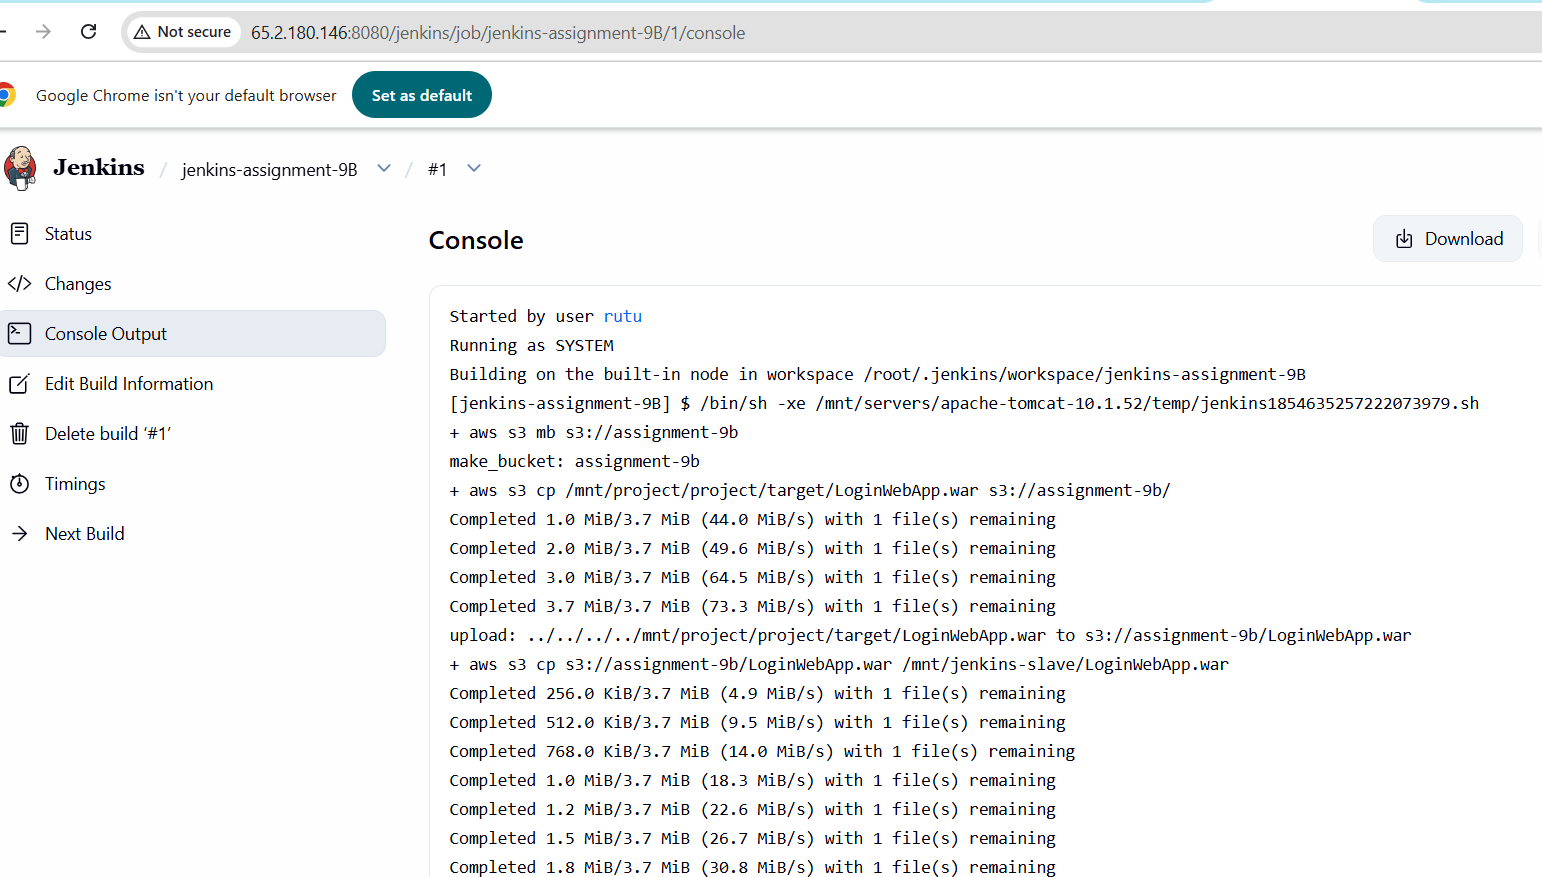 Not secure 65.2.180.146:8080/jenkins/job/jenkins-assignment-9B/1/console
Google Chrome isn't your default browser Set as default
Jenkins / jenkins-assignment-9B / #1
Status
Changes
Console Output
Edit Build Information
Delete build ‘#1’
Timings
Next Build
Console
Download
Started by user rutu
Running as SYSTEM
Building on the built-in node in workspace /root/.jenkins/workspace/jenkins-assignment-9B
[jenkins-assignment-9B] $ /bin/sh -xe /mnt/servers/apache-tomcat-10.1.52/temp/jenkins1854635257222073979.sh
+ aws s3 mb s3://assignment-9b
make_bucket: assignment-9b
+ aws s3 cp /mnt/project/project/target/LoginWebApp.war s3://assignment-9b/
Completed 1.0 MiB/3.7 MiB (44.0 MiB/s) with 1 file(s) remaining
Completed 2.0 MiB/3.7 MiB (49.6 MiB/s) with 1 file(s) remaining
Completed 3.0 MiB/3.7 MiB (64.5 MiB/s) with 1 file(s) remaining
Completed 3.7 MiB/3.7 MiB (73.3 MiB/s) with 1 file(s) remaining
upload: ../../../../mnt/project/project/target/LoginWebApp.war to s3://assignment-9b/LoginWebApp.war
+ aws s3 cp s3://assignment-9b/LoginWebApp.war /mnt/jenkins-slave/LoginWebApp.war
Completed 256.0 KiB/3.7 MiB (4.9 MiB/s) with 1 file(s) remaining
Completed 512.0 KiB/3.7 MiB (9.5 MiB/s) with 1 file(s) remaining
Completed 768.0 KiB/3.7 MiB (14.0 MiB/s) with 1 file(s) remaining
Completed 1.0 MiB/3.7 MiB (18.3 MiB/s) with 1 file(s) remaining
Completed 1.2 MiB/3.7 MiB (22.6 MiB/s) with 1 file(s) remaining
Completed 1.5 MiB/3.7 MiB (26.7 MiB/s) with 1 file(s) remaining
Completed 1.8 MiB/3.7 MiB (30.8 MiB/s) with 1 file(s) remaining